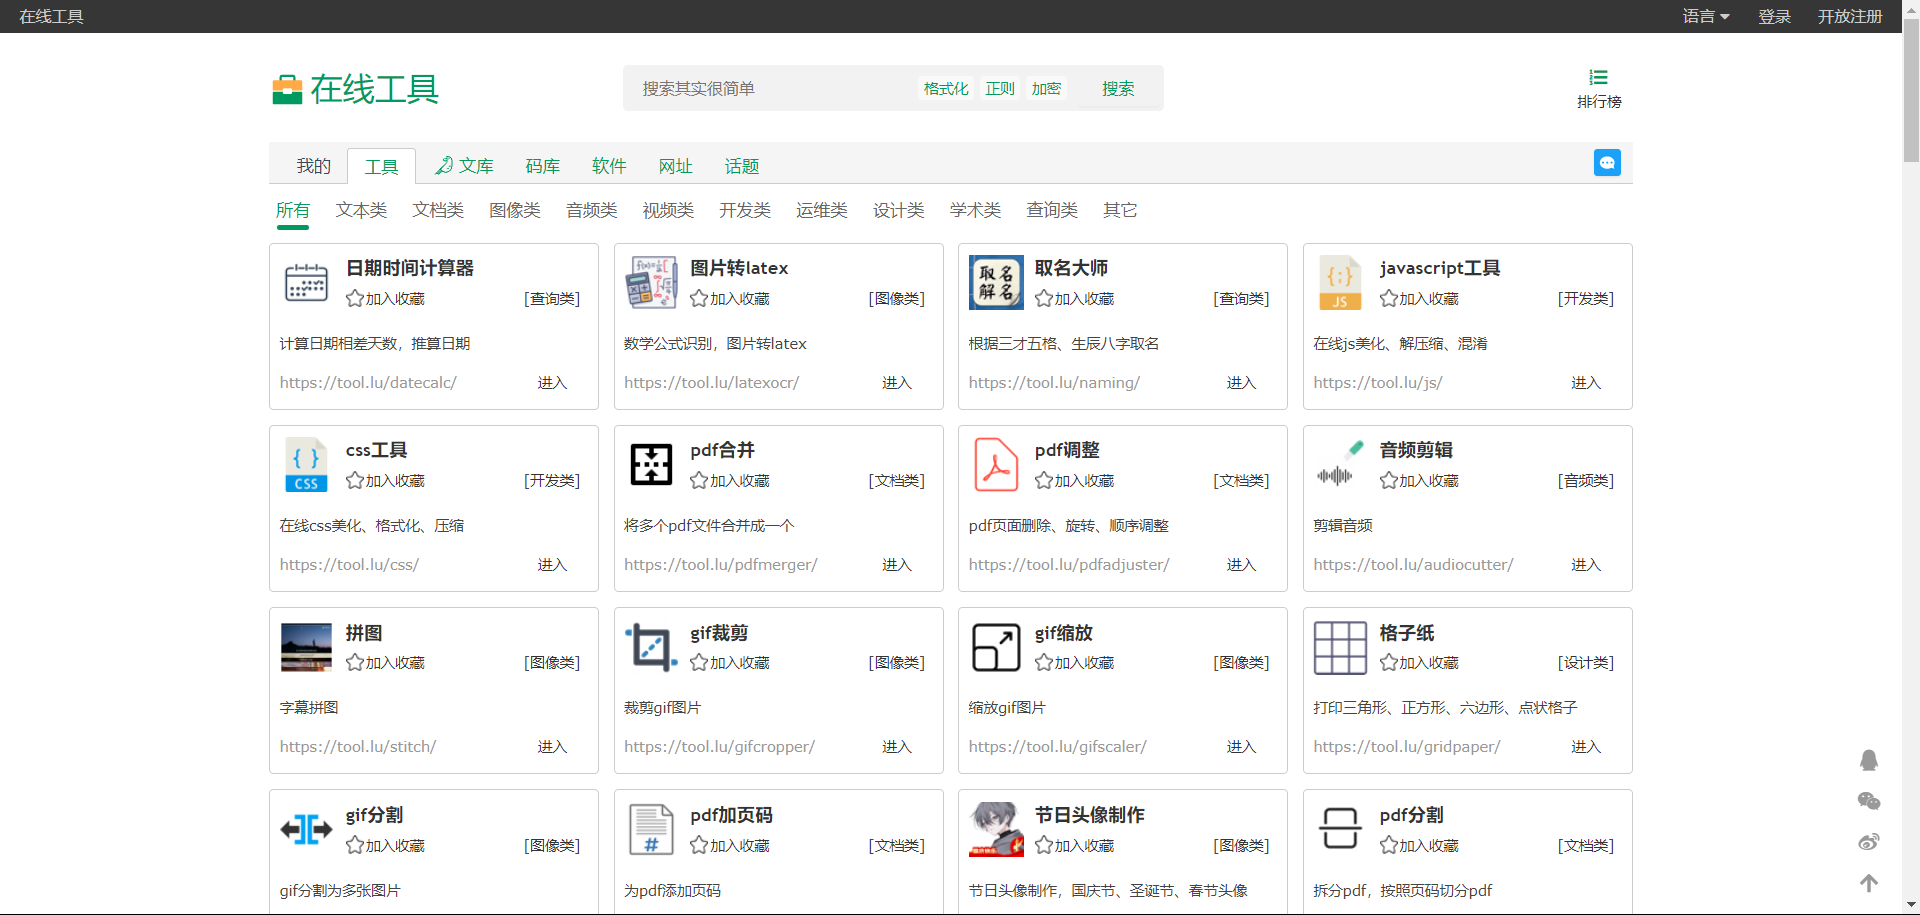 在线工具
语言 登录 开放注册
在线工具
搜索其实很简单 格式化 正则 加密 搜索
排行榜
我的 工具 文库 码库 软件 网址 话题
所有 文本类 文档类 图像类 音频类 视频类 开发类 运维类 设计类 学术类 查询类 其它
日期时间计算器
加入收藏 [查询类]
计算日期相差天数，推算日期
https://tool.lu/datecalc/ 进入
图片转latex
加入收藏 [图像类]
数学公式识别，图片转latex
https://tool.lu/latexocr/ 进入
取名
解名
取名大师
加入收藏 [查询类]
根据三才五格、生辰八字取名
https://tool.lu/naming/ 进入
JS
javascript工具
加入收藏 [开发类]
在线js美化、解压缩、混淆
https://tool.lu/js/ 进入
CSS
css工具
加入收藏 [开发类]
在线css美化、格式化、压缩
https://tool.lu/css/ 进入
pdf合并
加入收藏 [文档类]
将多个pdf文件合并成一个
https://tool.lu/pdfmerger/ 进入
pdf调整
加入收藏 [文档类]
pdf页面删除、旋转、顺序调整
https://tool.lu/pdfadjuster/ 进入
音频剪辑
加入收藏 [音频类]
剪辑音频
https://tool.lu/audiocutter/ 进入
拼图
加入收藏 [图像类]
字幕拼图
https://tool.lu/stitch/ 进入
gif裁剪
加入收藏 [图像类]
裁剪gif图片
https://tool.lu/gifcropper/ 进入
gif缩放
加入收藏 [图像类]
缩放gif图片
https://tool.lu/gifscaler/ 进入
格子纸
加入收藏 [设计类]
打印三角形、正方形、六边形、点状格子
https://tool.lu/gridpaper/ 进入
gif分割
加入收藏 [图像类]
gif分割为多张图片
#
pdf加页码
加入收藏 [文档类]
为pdf添加页码
节日头像制作
加入收藏 [图像类]
节日头像制作，国庆节、圣诞节、春节头像
pdf分割
加入收藏 [文档类]
拆分pdf，按照页码切分pdf